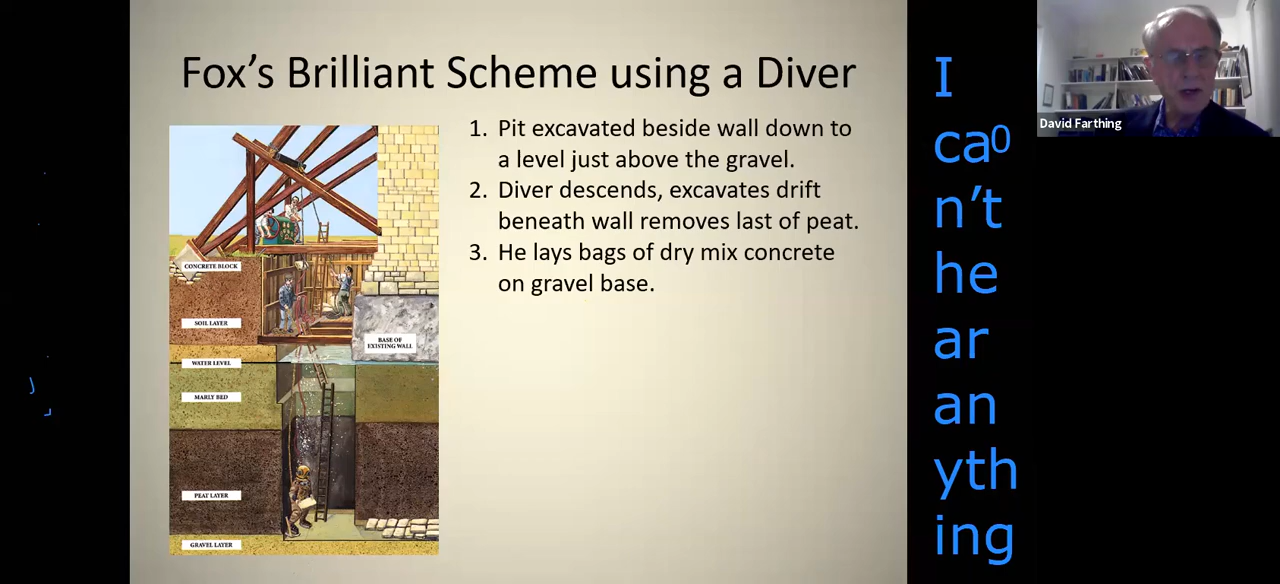 Fox’s Brilliant Scheme using a Diver
1. Pit excavated beside wall down to
a level just above the gravel.
2. Diver descends, excavates drift
beneath wall removes last of peat.
3. He lays bags of dry mix concrete
on gravel base.
CONCRETE BLOCK
SOIL LAYER
BASE OF
EXISTING WALL
WATER LEVEL
MARLY BED
PEAT LAYER
GRAVEL LAYER
I
ca0
n’t
he
ar
an
yth
ing
David Farthing